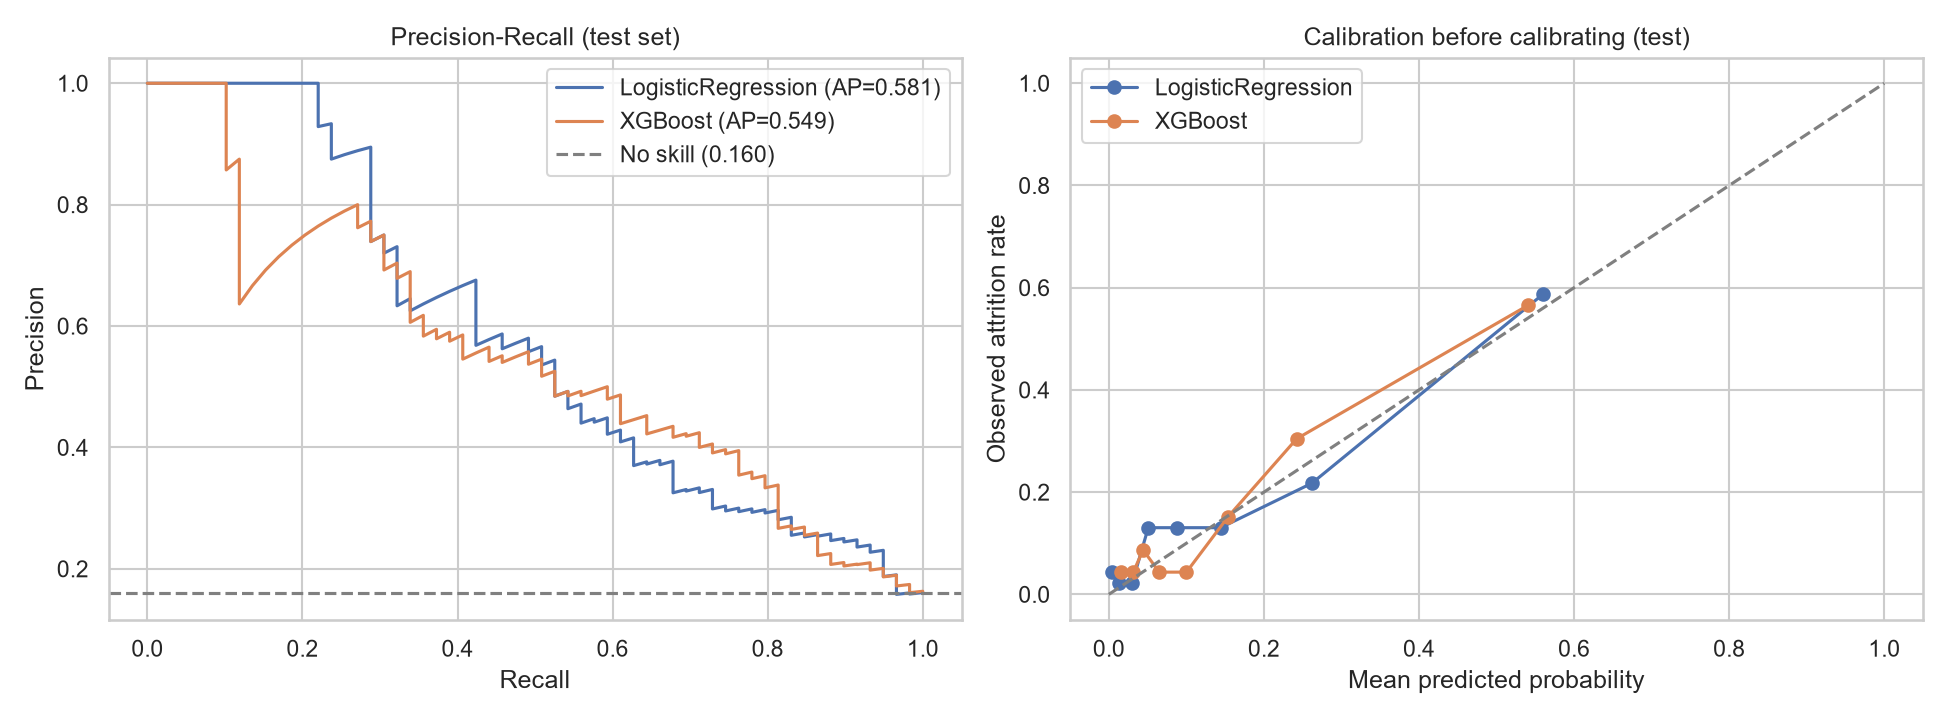 Precision-Recall (test set)
LogisticRegression (AP=0.581)
XGBoost (AP=0.549)
No skill (0.160)
1.0
0.8
0.6
0.4
0.2
Precision
0.0
0.2
0.4
0.6
0.8
1.0
Recall
Calibration before calibrating (test)
LogisticRegression
XGBoost
1.0
0.8
0.6
0.4
0.2
0.0
Observed attrition rate
0.0
0.2
0.4
0.6
0.8
1.0
Mean predicted probability